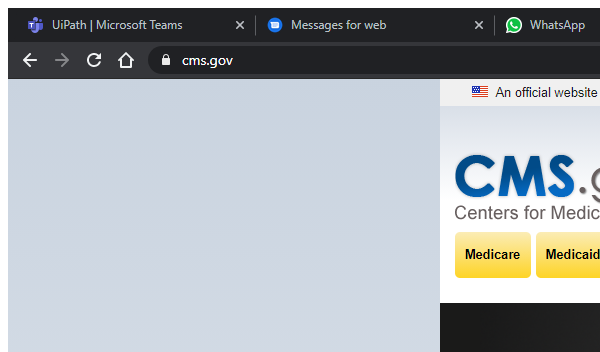 UiPath | Microsoft Teams
Messages for web
WhatsApp
cms.gov
An official website
CMS.g
Centers for Medic
Medicare
Medicaid